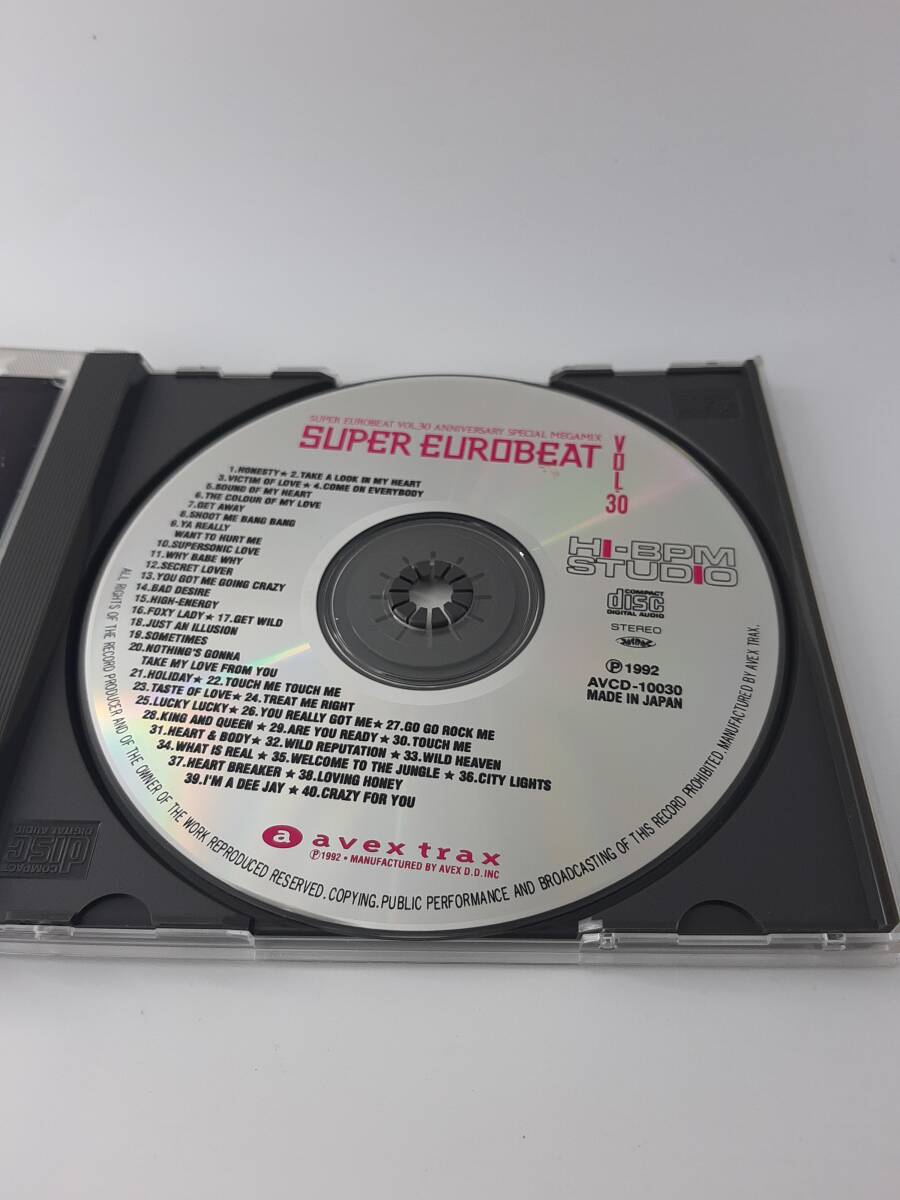 SUPER EUROBEAT VOL.30 ANNIVERSARY SPECIAL MEGAMIX
SUPER EUROBEAT
VOL.30
1.HONESTY★ 2.TAKE A LOOK IN MY HEART
3.VICTIM OF LOVE★ 4.COME ON EVERYBODY
5.SOUND OF MY HEART
6.THE COLOUR OF MY LOVE
7.GET AWAY
8.SHOOT ME BANG BANG
9.YA REALLY
WANT TO HURT ME
10.SUPERSONIC LOVE
11.WHY BABE WHY
12.SECRET LOVER
13.YOU GOT ME GOING CRAZY
14.BAD DESIRE
15.HIGH-ENERGY
16.FOXY LADY★17.GET WILD
18.JUST AN ILLUSION
19.SOMETIMES
20.NOTHING'S GONNA
TAKE MY LOVE FROM YOU
21.HOLIDAY★ 22.TOUCH ME TOUCH ME
23.TASTE OF LOVE★ 24.TREAT ME RIGHT
25.LUCKY LUCKY★ 26.YOU REALLY GOT ME★ 27.GO GO ROCK ME
28.KING AND QUEEN★ 29.ARE YOU READY★ 30.TOUCH ME
31.HEART & BODY★ 32.WILD REPUTATION★ 33.WILD HEAVEN
34.WHAT IS REAL★ 35.WELCOME TO THE JUNGLE★ 36.CITY LIGHTS
37.HEART BREAKER★ 38.LOVING HONEY
39.I'M A DEE JAY★ 40.CRAZY FOR YOU
HI-BPM
STUDIO
COMPACT
disc
DIGITAL AUDIO
STEREO
℗1992
AVCD-10030
MADE IN JAPAN
a avex trax
℗1992・MANUFACTURED BY AVEX D.D. INC
ALL RIGHTS OF THE RECORD PRODUCER AND OF THE OWNER OF THE WORK REPRODUCED RESERVED. COPYING. PUBLIC PERFORMANCE AND BROADCASTING OF THIS RECORD PROHIBITED. MANUFACTURED BY AVEX TRAX.
COMPACT
disc
DIGITAL AUDIO